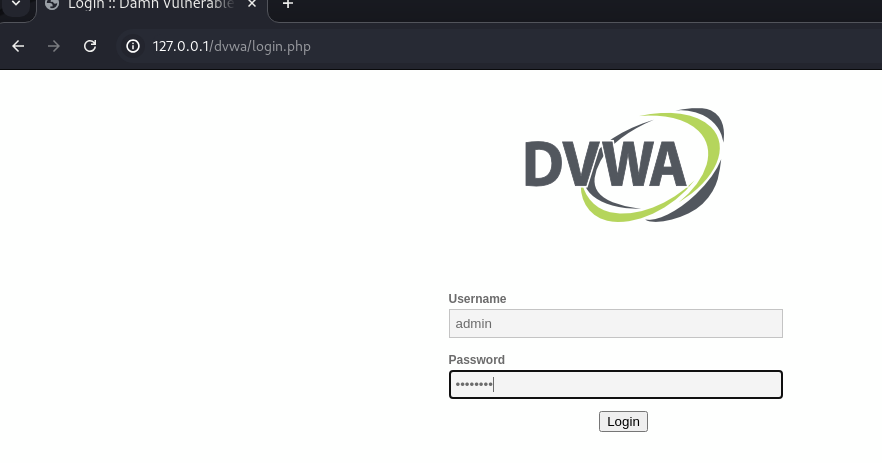 Login :: Damn Vulnerable
127.0.0.1/dvwa/login.php
DVWA
Username
admin
Password
••••••••
Login